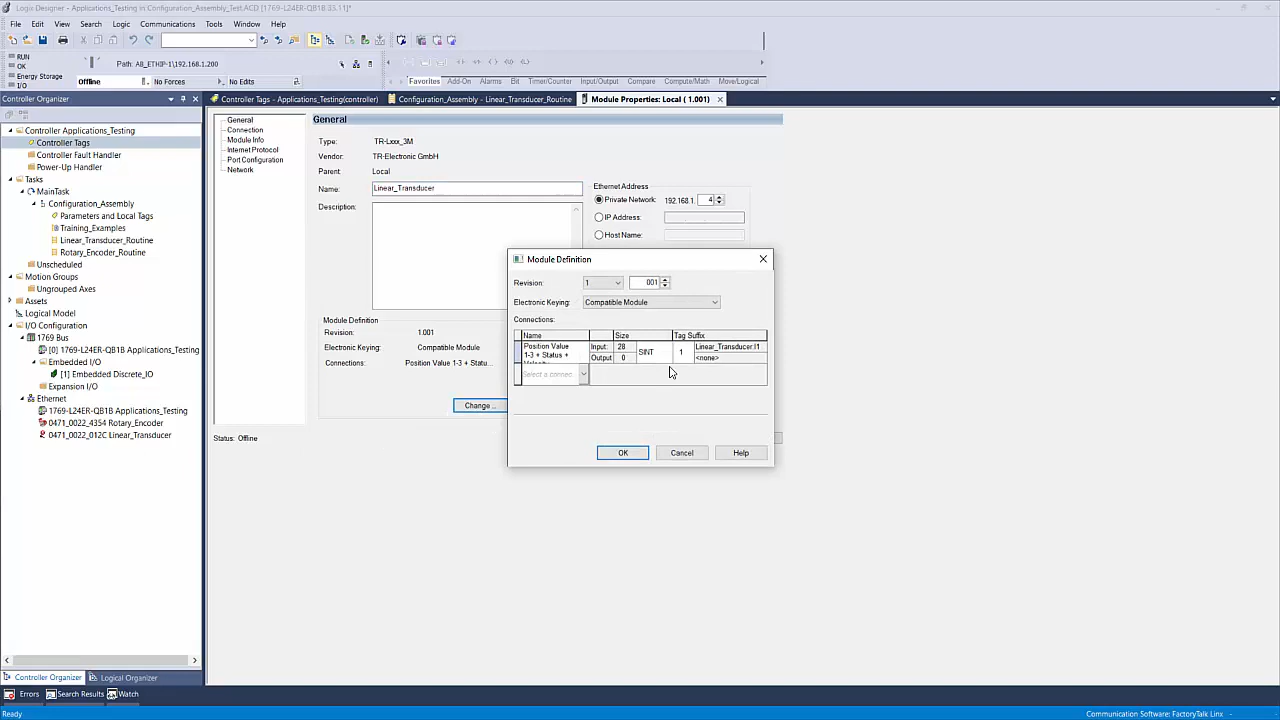 Logix Designer - Applications_Testing in Configuration_Assembly_Test.ACD [1769-L24ER-QB1B 33.11]*
File Edit View Search Logic Communications Tools Window Help
RUN
OK
Energy Storage
I/O
Path: AB_ETHIP-1\192.168.1.200
Offline
No Forces
No Edits
Favorites Add-On Alarms Bit Timer/Counter Input/Output Compare Compute/Math Move/Logical
Controller Organizer
Controller Tags - Applications_Testing(controller)
Configuration_Assembly - Linear_Transducer_Routine
Module Properties: Local ( 1.001)
Controller Applications_Testing
Controller Tags
Controller Fault Handler
Power-Up Handler
Tasks
MainTask
Configuration_Assembly
Parameters and Local Tags
Training_Examples
Linear_Transducer_Routine
Rotary_Encoder_Routine
Unscheduled
Motion Groups
Ungrouped Axes
Assets
Logical Model
I/O Configuration
1769 Bus
[0] 1769-L24ER-QB1B Applications_Testing
Embedded I/O
[1] Embedded Discrete_IO
Expansion I/O
Ethernet
1769-L24ER-QB1B Applications_Testing
0471_0022_4354 Rotary_Encoder
0471_0022_012C Linear_Transducer
General
Connection
Module Info
Internet Protocol
Port Configuration
Network
General
Type: TR-Lxxx_3M
Vendor: TR-Electronic GmbH
Parent: Local
Name: Linear_Transducer
Description:
Ethernet Address
Private Network: 192.168.1. 4
IP Address:
Host Name:
Module Definition
Revision: 1.001
Electronic Keying: Compatible Module
Connections: Position Value 1-3 + Statu...
Change ...
Status: Offline
Module Definition
Revision: 1 001
Electronic Keying: Compatible Module
Connections:
Name Size Tag Suffix
Position Value
1-3 + Status +
Velocity
Input: 28
Output 0
SINT
1
Linear_Transducer:I1
<none>
Select a connec
OK Cancel Help
Controller Organizer Logical Organizer
Errors Search Results Watch
Ready
Communication Software: FactoryTalk Linx